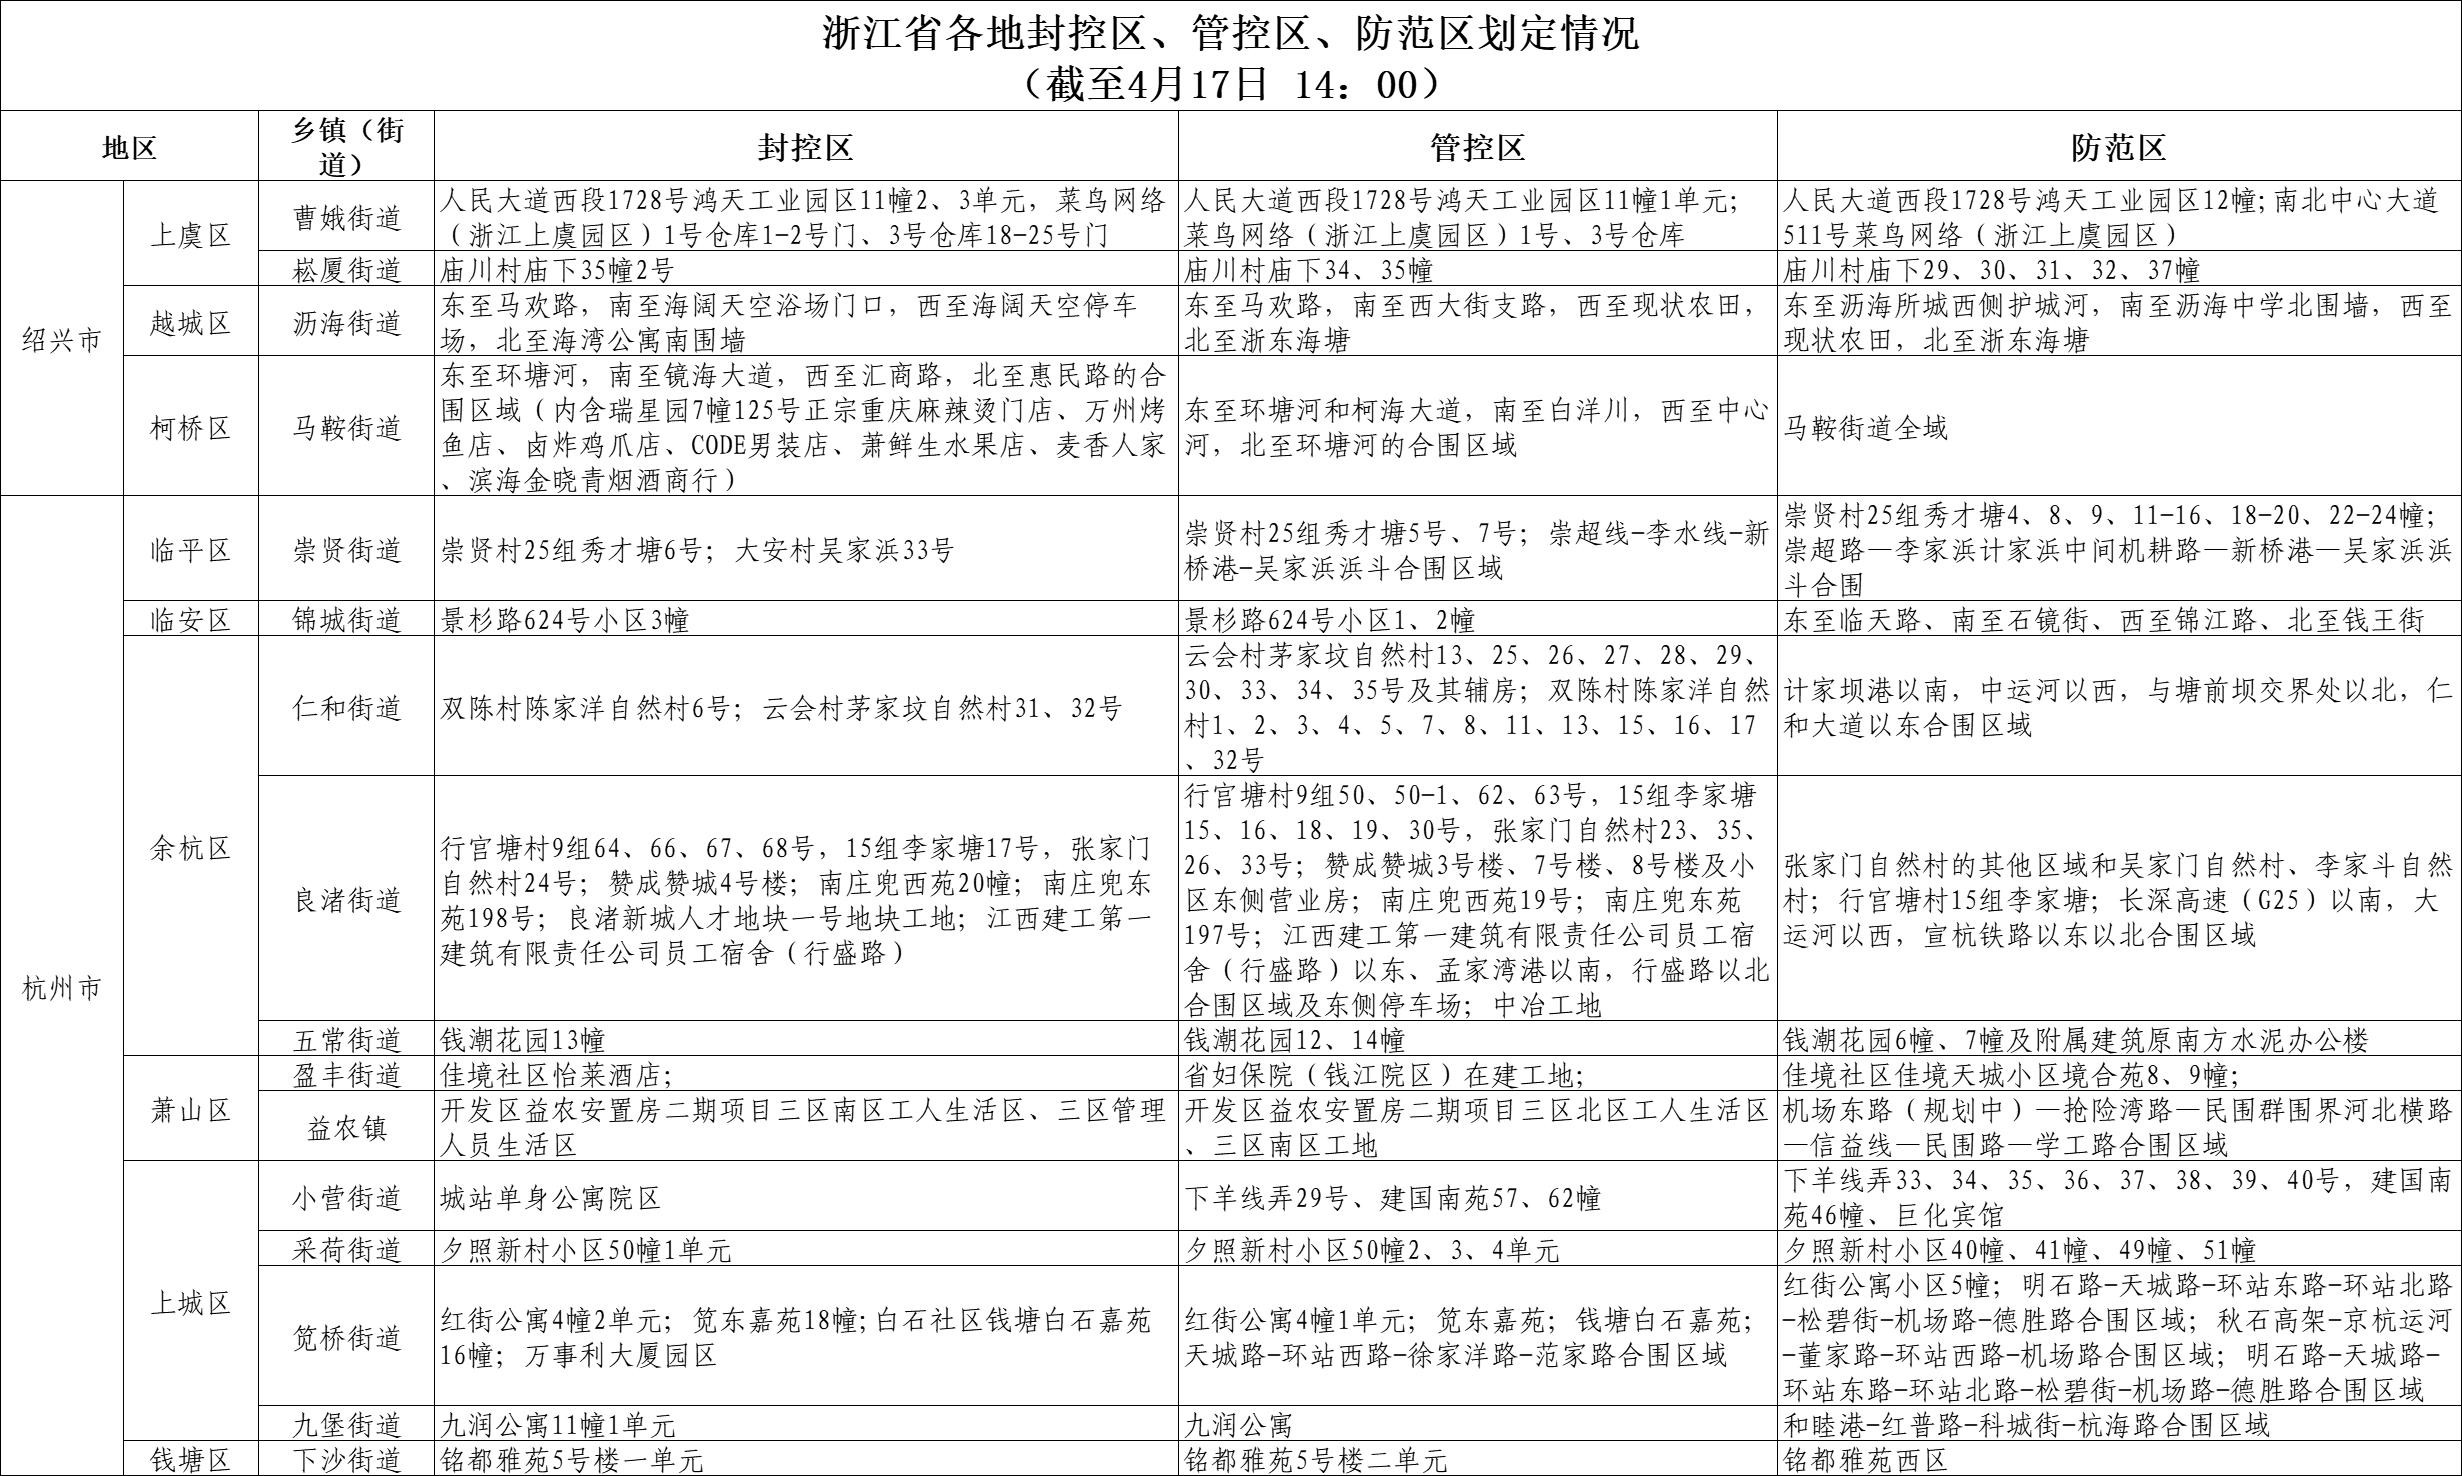 浙江省各地封控区、管控区、防范区划定情况
（截至4月17日 14：00）
地区
乡镇（街
道）
封控区
管控区
防范区
绍兴市
上虞区
曹娥街道
人民大道西段1728号鸿天工业园区11幢2、3单元，菜鸟网络
（浙江上虞园区）1号仓库1-2号门、3号仓库18-25号门
人民大道西段1728号鸿天工业园区11幢1单元；
菜鸟网络（浙江上虞园区）1号、3号仓库
人民大道西段1728号鸿天工业园区12幢;南北中心大道
511号菜鸟网络（浙江上虞园区）
崧厦街道
庙川村庙下35幢2号
庙川村庙下34、35幢
庙川村庙下29、30、31、32、37幢
越城区
沥海街道
东至马欢路，南至海阔天空浴场门口，西至海阔天空停车
场，北至海湾公寓南围墙
东至马欢路，南至西大街支路，西至现状农田，
北至浙东海塘
东至沥海所城西侧护城河，南至沥海中学北围墙，西至
现状农田，北至浙东海塘
柯桥区
马鞍街道
东至环塘河，南至镜海大道，西至汇商路，北至惠民路的合
围区域（内含瑞星园7幢125号正宗重庆麻辣烫门店、万州烤
鱼店、卤炸鸡爪店、CODE男装店、萧鲜生水果店、麦香人家
、滨海金晓青烟酒商行）
东至环塘河和柯海大道，南至白洋川，西至中心
河，北至环塘河的合围区域
马鞍街道全域
杭州市
临平区
崇贤街道
崇贤村25组秀才塘6号；大安村吴家浜33号
崇贤村25组秀才塘5号、7号；崇超线-李水线-新
桥港-吴家浜浜斗合围区域
崇贤村25组秀才塘4、8、9、11-16、18-20、22-24幢；
崇超路—李家浜计家浜中间机耕路—新桥港—吴家浜浜
斗合围
临安区
锦城街道
景杉路624号小区3幢
景杉路624号小区1、2幢
东至临天路、南至石镜街、西至锦江路、北至钱王街
余杭区
仁和街道
双陈村陈家洋自然村6号；云会村茅家坟自然村31、32号
云会村茅家坟自然村13、25、26、27、28、29、
30、33、34、35号及其辅房；双陈村陈家洋自然
村1、2、3、4、5、7、8、11、13、15、16、17
、32号
计家坝港以南，中运河以西，与塘前坝交界处以北，仁
和大道以东合围区域
良渚街道
行官塘村9组64、66、67、68号，15组李家塘17号，张家门
自然村24号；赞成赞城4号楼；南庄兜西苑20幢；南庄兜东
苑198号；良渚新城人才地块一号地块工地；江西建工第一
建筑有限责任公司员工宿舍（行盛路）
行官塘村9组50、50-1、62、63号，15组李家塘
15、16、18、19、30号，张家门自然村23、35、
26、33号；赞成赞城3号楼、7号楼、8号楼及小
区东侧营业房；南庄兜西苑19号；南庄兜东苑
197号；江西建工第一建筑有限责任公司员工宿
舍（行盛路）以东、孟家湾港以南，行盛路以北
合围区域及东侧停车场；中冶工地
张家门自然村的其他区域和吴家门自然村、李家斗自然
村；行官塘村15组李家塘；长深高速（G25）以南，大
运河以西，宣杭铁路以东以北合围区域
五常街道
钱潮花园13幢
钱潮花园12、14幢
钱潮花园6幢、7幢及附属建筑原南方水泥办公楼
萧山区
盈丰街道
佳境社区怡莱酒店；
省妇保院（钱江院区）在建工地；
佳境社区佳境天城小区境合苑8、9幢；
益农镇
开发区益农安置房二期项目三区南区工人生活区、三区管理
人员生活区
开发区益农安置房二期项目三区北区工人生活区
、三区南区工地
机场东路（规划中）—抢险湾路—民围群围界河北横路
—信益线—民围路—学工路合围区域
上城区
小营街道
城站单身公寓院区
下羊线弄29号、建国南苑57、62幢
下羊线弄33、34、35、36、37、38、39、40号，建国南
苑46幢、巨化宾馆
采荷街道
夕照新村小区50幢1单元
夕照新村小区50幢2、3、4单元
夕照新村小区40幢、41幢、49幢、51幢
笕桥街道
红街公寓4幢2单元；笕东嘉苑18幢;白石社区钱塘白石嘉苑
16幢；万事利大厦园区
红街公寓4幢1单元；笕东嘉苑；钱塘白石嘉苑；
天城路-环站西路-徐家洋路-范家路合围区域
红街公寓小区5幢；明石路-天城路-环站东路-环站北路
-松碧街-机场路-德胜路合围区域；秋石高架-京杭运河
-董家路-环站西路-机场路合围区域；明石路-天城路-
环站东路-环站北路-松碧街-机场路-德胜路合围区域
九堡街道
九润公寓11幢1单元
九润公寓
和睦港-红普路-科城街-杭海路合围区域
钱塘区
下沙街道
铭都雅苑5号楼一单元
铭都雅苑5号楼二单元
铭都雅苑西区